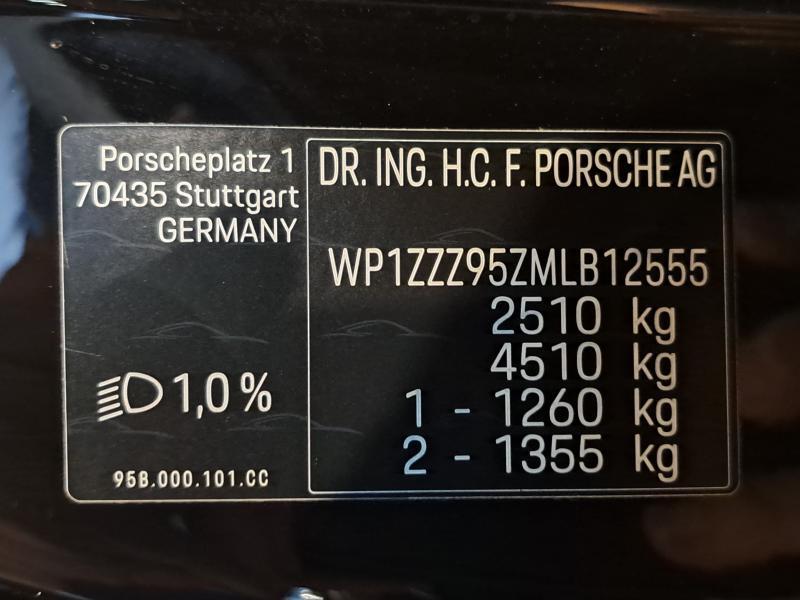 Porscheplatz 1
70435 Stuttgart
GERMANY
1,0 %
95B.000.101.CC
DR. ING. H.C. F. PORSCHE AG
WP1ZZZ95ZMLB12555
2510 kg
4510 kg
1 - 1260 kg
2 - 1355 kg